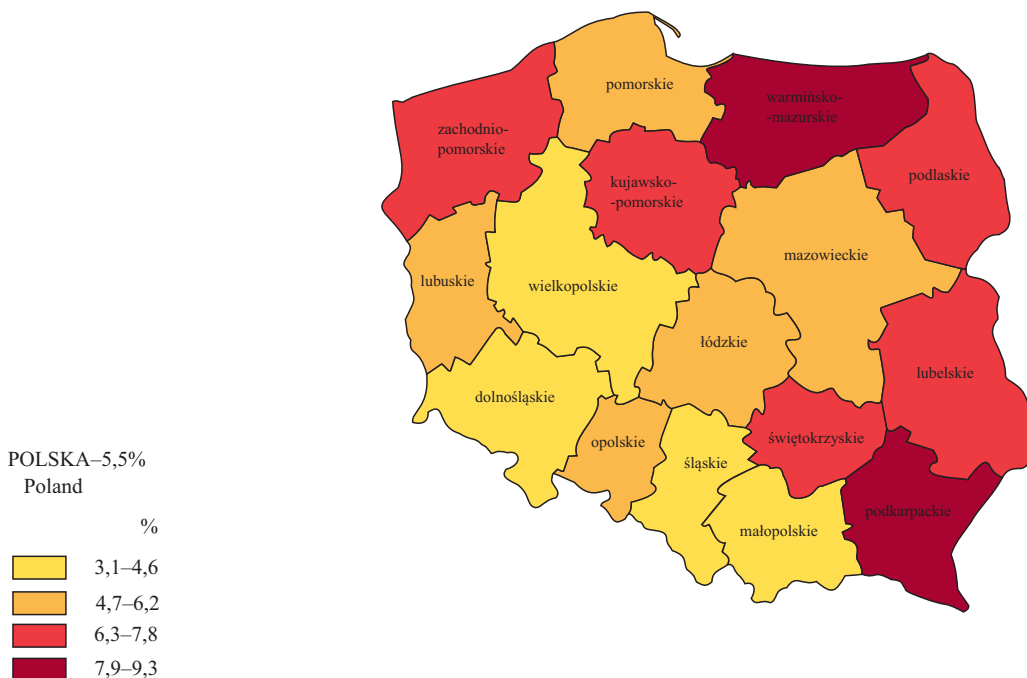 pomorskie
warmińsko-
-mazurskie
zachodnio-
pomorskie
podlaskie
kujawsko-
-pomorskie
mazowieckie
lubuskie
wielkopolskie
łódzkie
lubelskie
dolnośląskie
opolskie
świętokrzyskie
śląskie
podkarpackie
małopolskie
POLSKA–5,5%
Poland
%
3,1–4,6
4,7–6,2
6,3–7,8
7,9–9,3